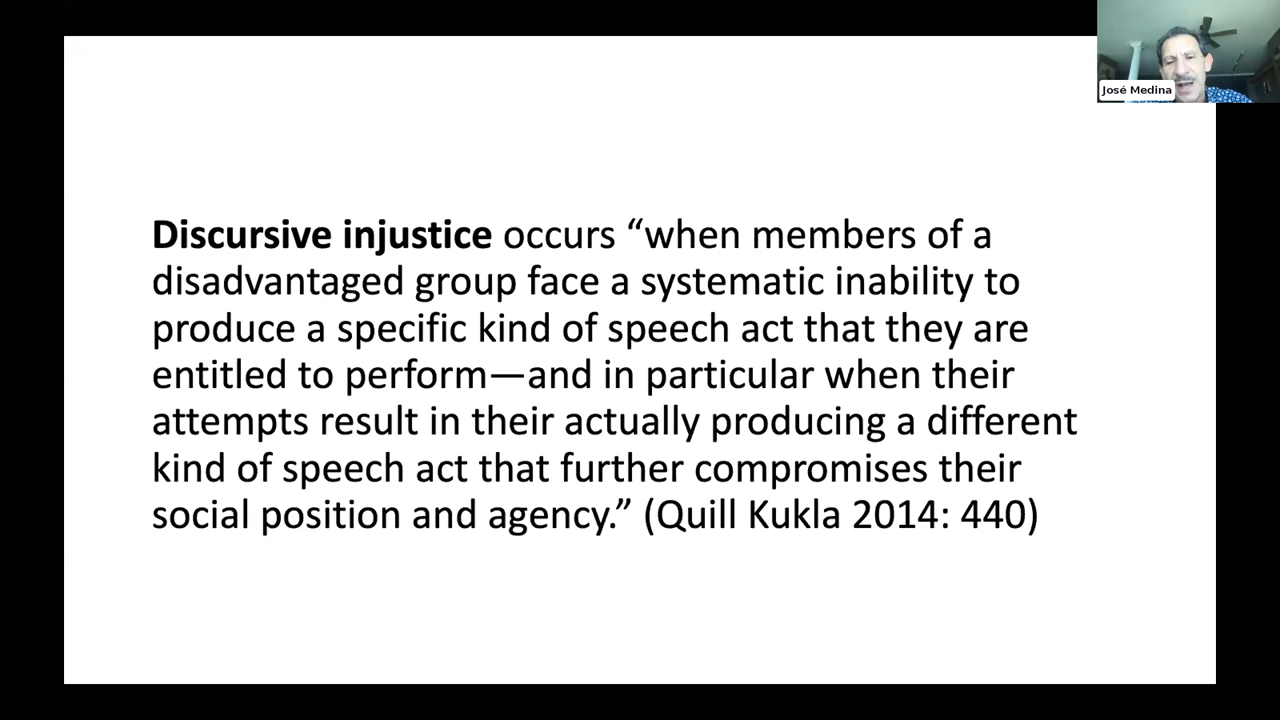 José Medina
Discursive injustice occurs “when members of a
disadvantaged group face a systematic inability to
produce a specific kind of speech act that they are
entitled to perform—and in particular when their
attempts result in their actually producing a different
kind of speech act that further compromises their
social position and agency.” (Quill Kukla 2014: 440)